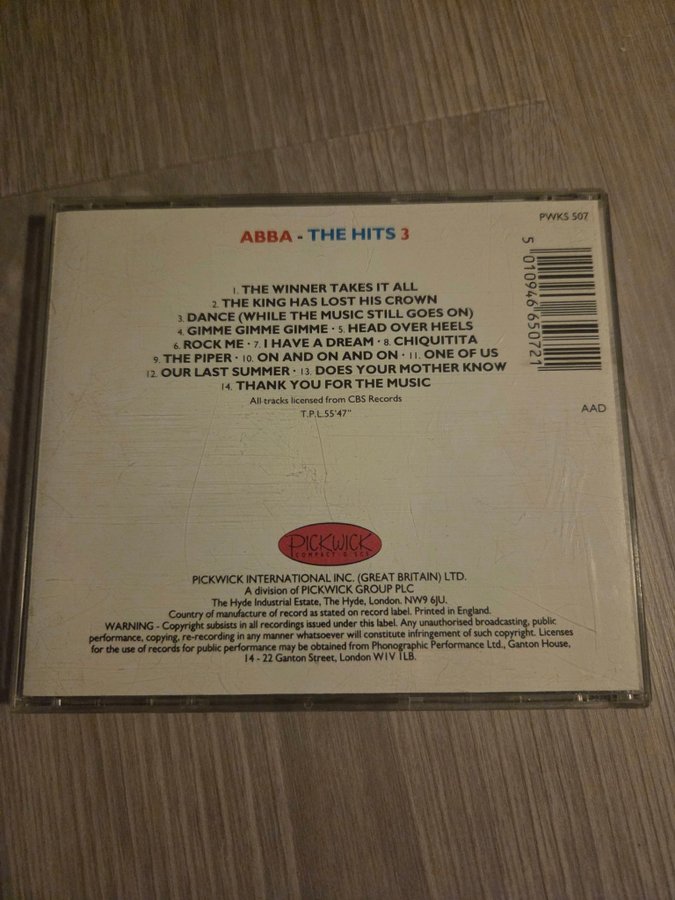 PWKS 507
ABBA - THE HITS 3
5 010946 650721
1. THE WINNER TAKES IT ALL
2. THE KING HAS LOST HIS CROWN
3. DANCE (WHILE THE MUSIC STILL GOES ON)
4. GIMME GIMME GIMME • 5. HEAD OVER HEELS
6. ROCK ME • 7. I HAVE A DREAM • 8. CHIQUITITA
9. THE PIPER • 10. ON AND ON AND ON • 11. ONE OF US
12. OUR LAST SUMMER • 13. DOES YOUR MOTHER KNOW
14. THANK YOU FOR THE MUSIC
All tracks licensed from CBS Records
T.P.L.55'47"
AAD
PICKWICK
COMPACT DISCS
PICKWICK INTERNATIONAL INC. (GREAT BRITAIN) LTD.
A division of PICKWICK GROUP PLC
The Hyde Industrial Estate, The Hyde, London. NW9 6JU.
Country of manufacture of record as stated on record label. Printed in England.
WARNING - Copyright subsists in all recordings issued under this label. Any unauthorised broadcasting, public
performance, copying, re-recording in any manner whatsoever will constitute infringement of such copyright. Licenses
for the use of records for public performance may be obtained from Phonographic Performance Ltd., Ganton House,
14 - 22 Ganton Street, London W1V 1LB.